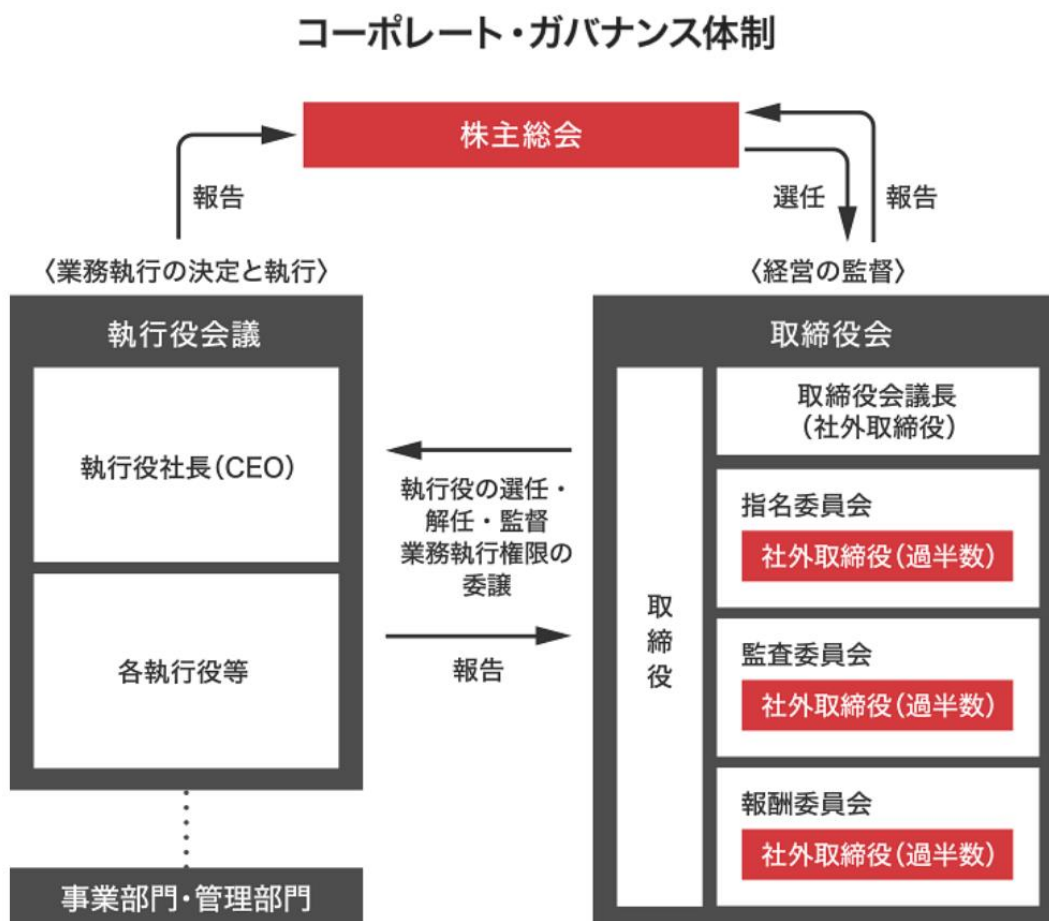 コーポレート・ガバナンス体制
株主総会
報告
選任
報告
〈業務執行の決定と執行〉
〈経営の監督〉
執行役会議
執行役社長(CEO)
各執行役等
事業部門・管理部門
執行役の選任・
解任・監督
業務執行権限の
委譲
報告
取締役会
取締役
取締役会議長
(社外取締役)
指名委員会
社外取締役(過半数)
監査委員会
社外取締役(過半数)
報酬委員会
社外取締役(過半数)